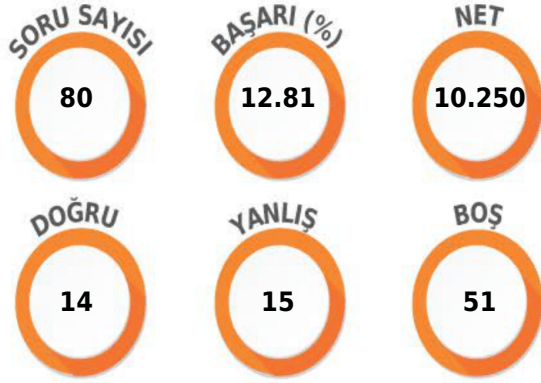 SORU SAYISI
80
BAŞARI (%)
12.81
NET
10.250
DOĞRU
14
YANLIŞ
15
BOŞ
51